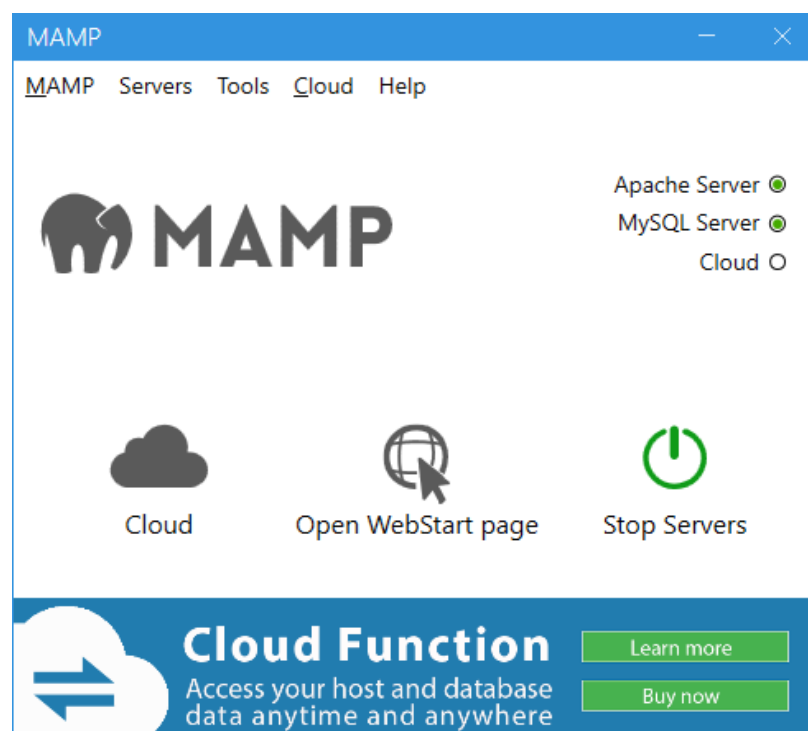 MAMP
MAMP Servers Tools Cloud Help
Apache Server
MySQL Server
Cloud
MAMP
Cloud Open WebStart page Stop Servers
Cloud Function
Access your host and database
data anytime and anywhere
Learn more
Buy now